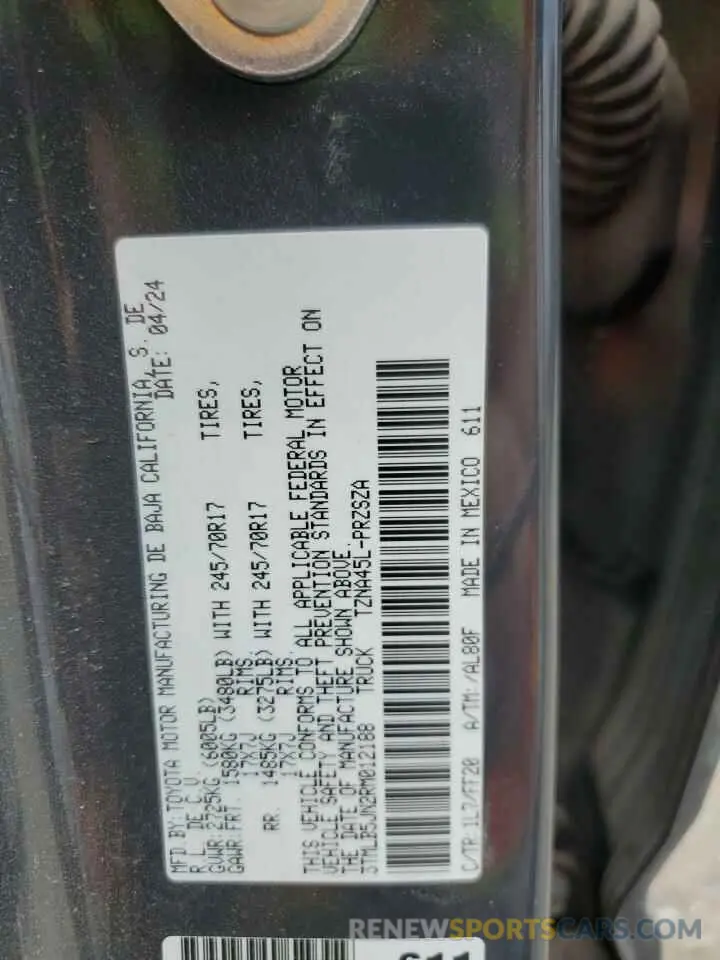 MFD. BY: TOYOTA MOTOR MANUFACTURING DE BAJA CALIFORNIA, S. DE
R. L. DE C. V. DATE: 04/24
GVWR: 2725KG (6005LB)
GAWR: FRT. 1580KG (3480LB) WITH 245/70R17 TIRES,
17X7J RIMS.
RR. 1485KG (3275LB) WITH 245/70R17 TIRES,
17X7J RIMS.
THIS VEHICLE CONFORMS TO ALL APPLICABLE FEDERAL MOTOR
VEHICLE SAFETY AND THEFT PREVENTION STANDARDS IN EFFECT ON
THE DATE OF MANUFACTURE SHOWN ABOVE.
3TMLB5JN2RM012188 TRUCK TZNA45L-PRZSZA
C/TR: 1L7/FF20 A/TM: /AL80F MADE IN MEXICO 611
611
RENEWSPORTSCARS.COM